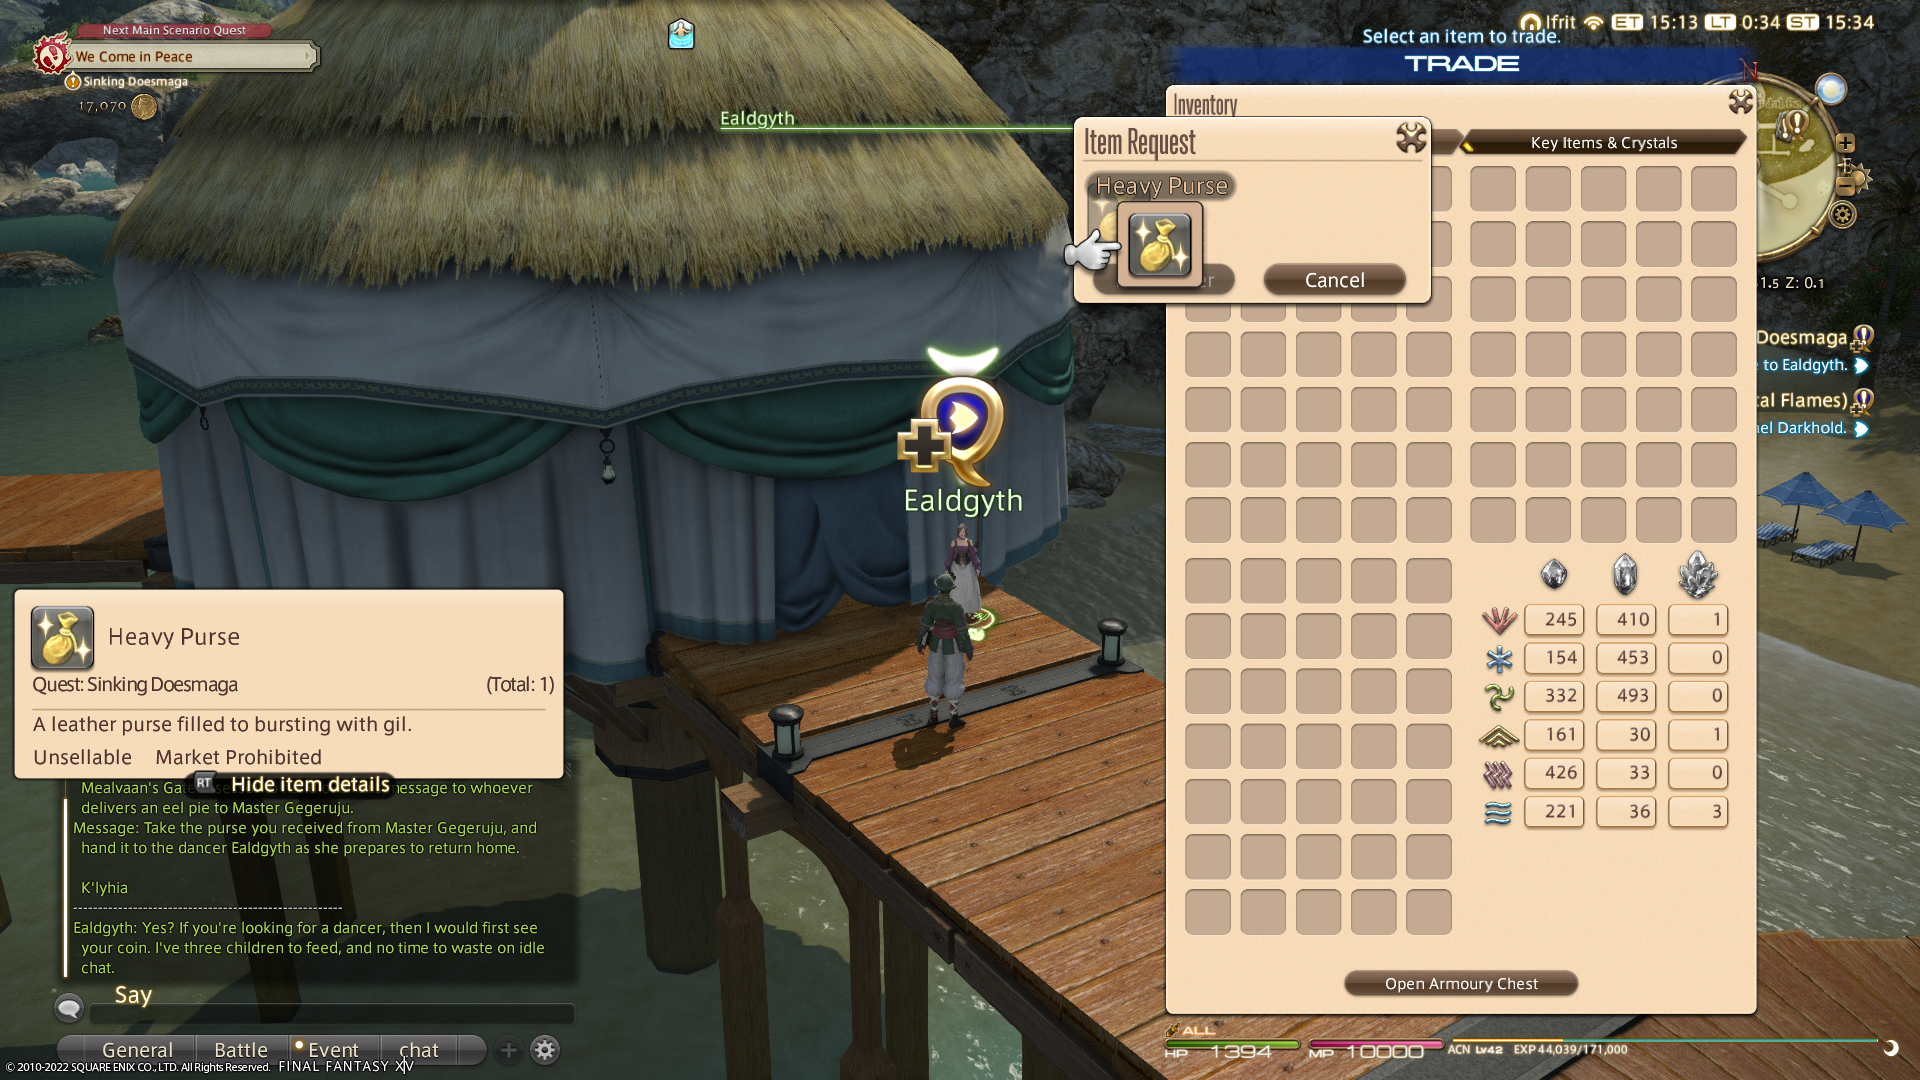 Next Main Scenario Quest
We Come in Peace
Sinking Doesmaga
17,070
Ifrit ET 15:13 LT 0:34 ST 15:34
Select an item to trade.
TRADE
N
Inventory
Key Items & Crystals
Item Request
Heavy Purse
Cancel
Ealdgyth
Z: 0.1
Doesmaga
to Ealdgyth.
Flames)
Darkhold.
Ealdgyth
Heavy Purse
Quest: Sinking Doesmaga (Total: 1)
A leather purse filled to bursting with gil.
Unsellable Market Prohibited
RT Hide item details
Mealvaan's message to whoever
delivers an eel pie to Master Gegeruju.
Message: Take the purse you received from Master Gegeruju, and
hand it to the dancer Ealdgyth as she prepares to return home.
K'lyhia
------------------------------------------------------
Ealdgyth: Yes? If you're looking for a dancer, then I would first see
your coin. I've three children to feed, and no time to waste on idle
chat.
Say
General Battle Event chat
245 410 1
154 453 0
332 493 0
161 30 1
426 33 0
221 36 3
Open Armoury Chest
ALL
HP 1394 MP 10000 ACN Lv42 EXP 44,039/171,000
© 2010-2022 SQUARE ENIX CO., LTD. All Rights Reserved. FINAL FANTASY XIV